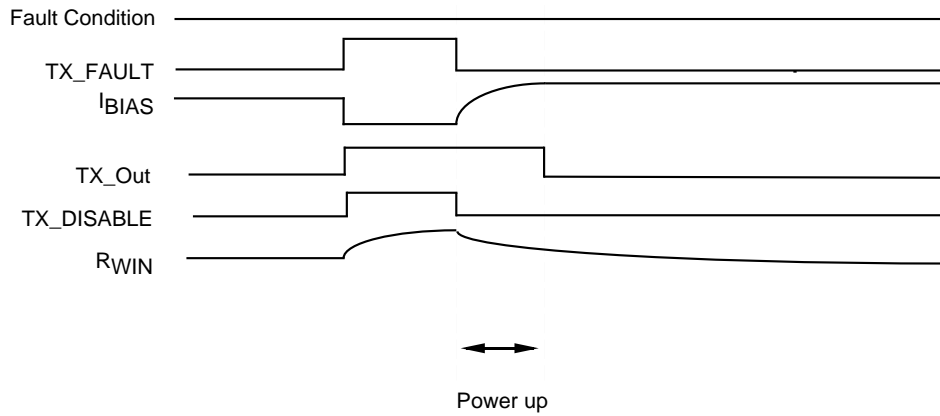 Fault Condition
TX_FAULT
IBIAS
TX_Out
TX_DISABLE
RWIN
Power up